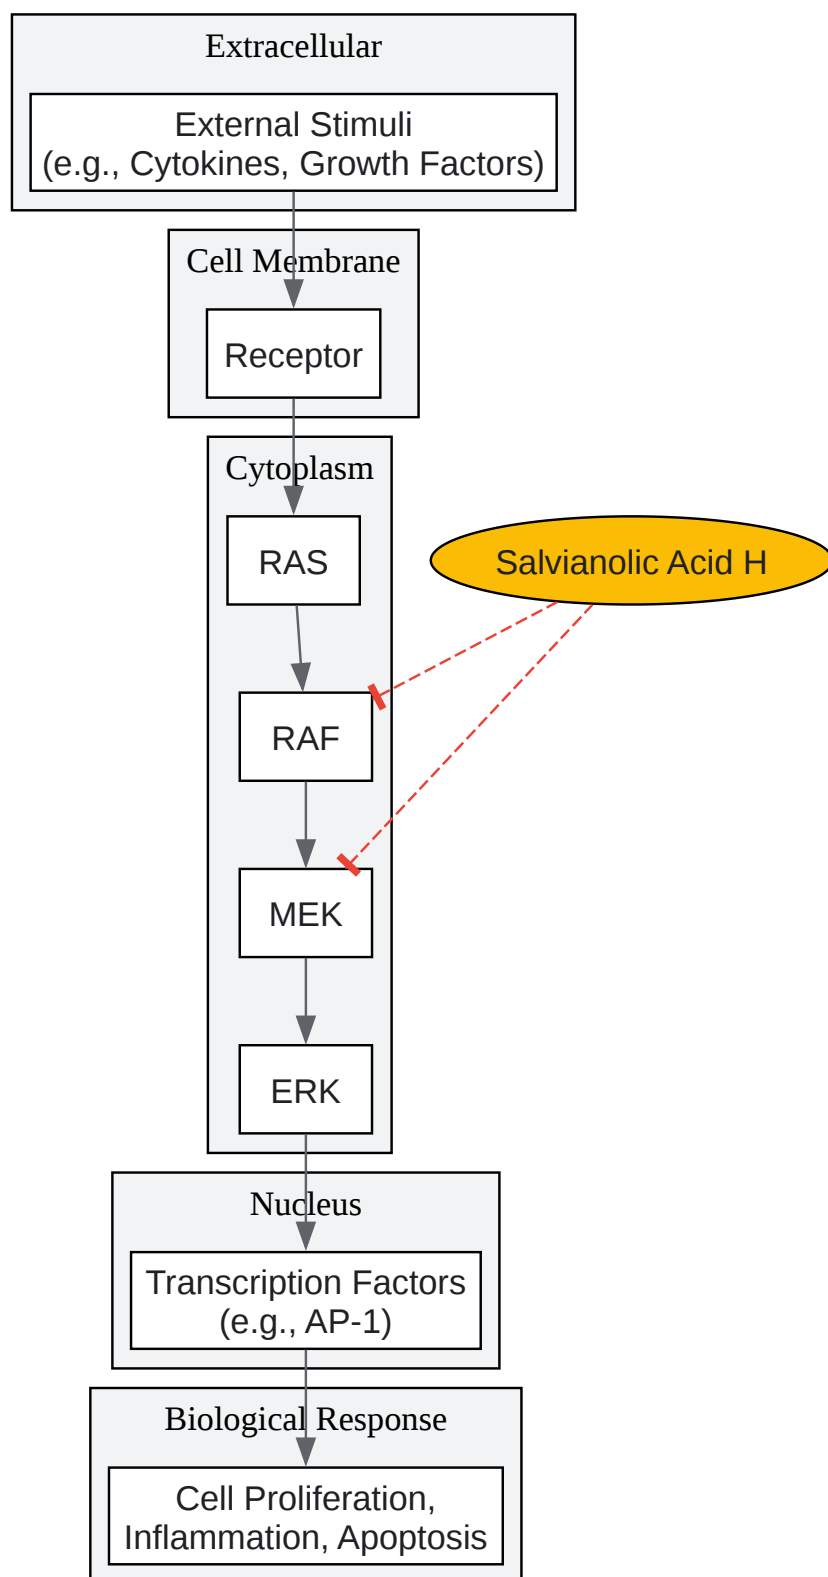 Extracellular
External Stimuli
(e.g., Cytokines, Growth Factors)
Cell Membrane
Receptor
Cytoplasm
RAS
Salvianolic Acid H
RAF
MEK
ERK
Nucleus
Transcription Factors
(e.g., AP-1)
Biological Response
Cell Proliferation,
Inflammation, Apoptosis